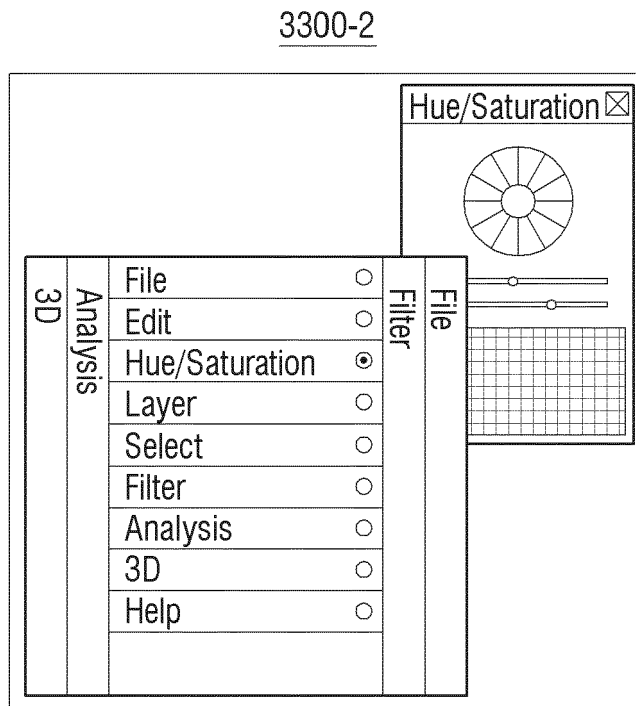 3300-2
Hue/Saturation
3D
Analysis
File
Edit
Hue/Saturation
Layer
Select
Filter
Analysis
3D
Help
Filter
File